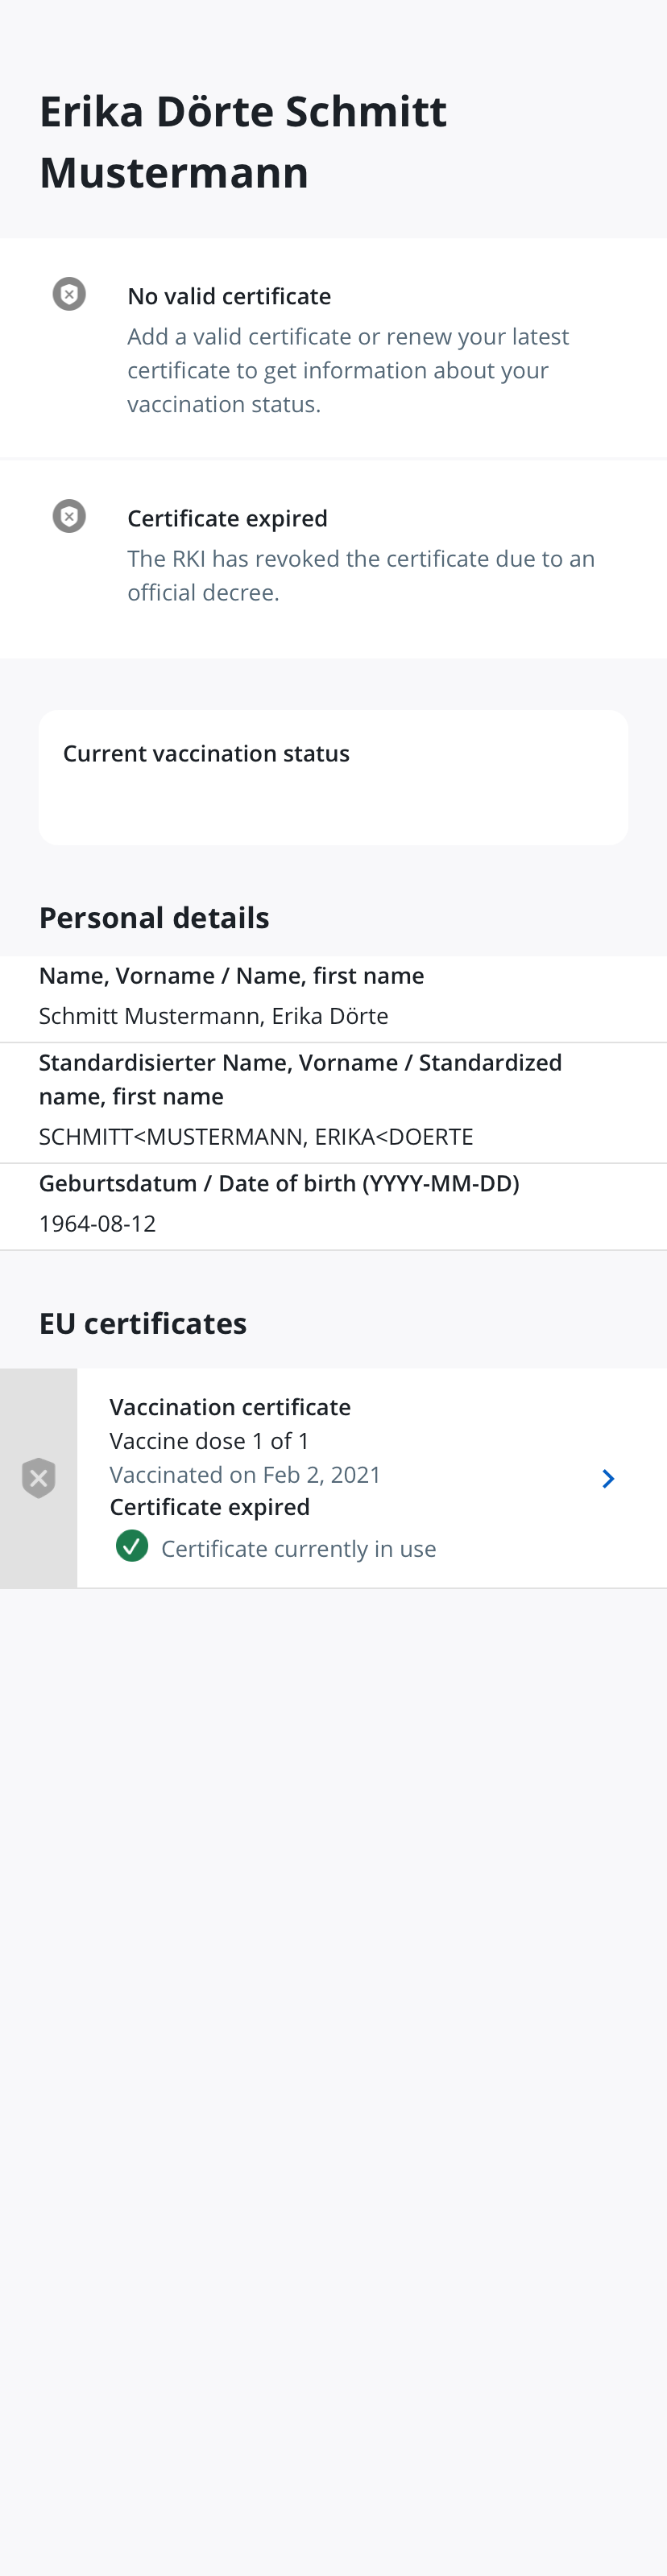 Erika Dörte Schmitt
Mustermann
No valid certificate
Add a valid certificate or renew your latest
certificate to get information about your
vaccination status.
Certificate expired
The RKI has revoked the certificate due to an
official decree.
Current vaccination status
Personal details
Name, Vorname / Name, first name
Schmitt Mustermann, Erika Dörte
Standardisierter Name, Vorname / Standardized
name, first name
SCHMITT<MUSTERMANN, ERIKA<DOERTE
Geburtsdatum / Date of birth (YYYY-MM-DD)
1964-08-12
EU certificates
Vaccination certificate
Vaccine dose 1 of 1
Vaccinated on Feb 2, 2021
Certificate expired
Certificate currently in use